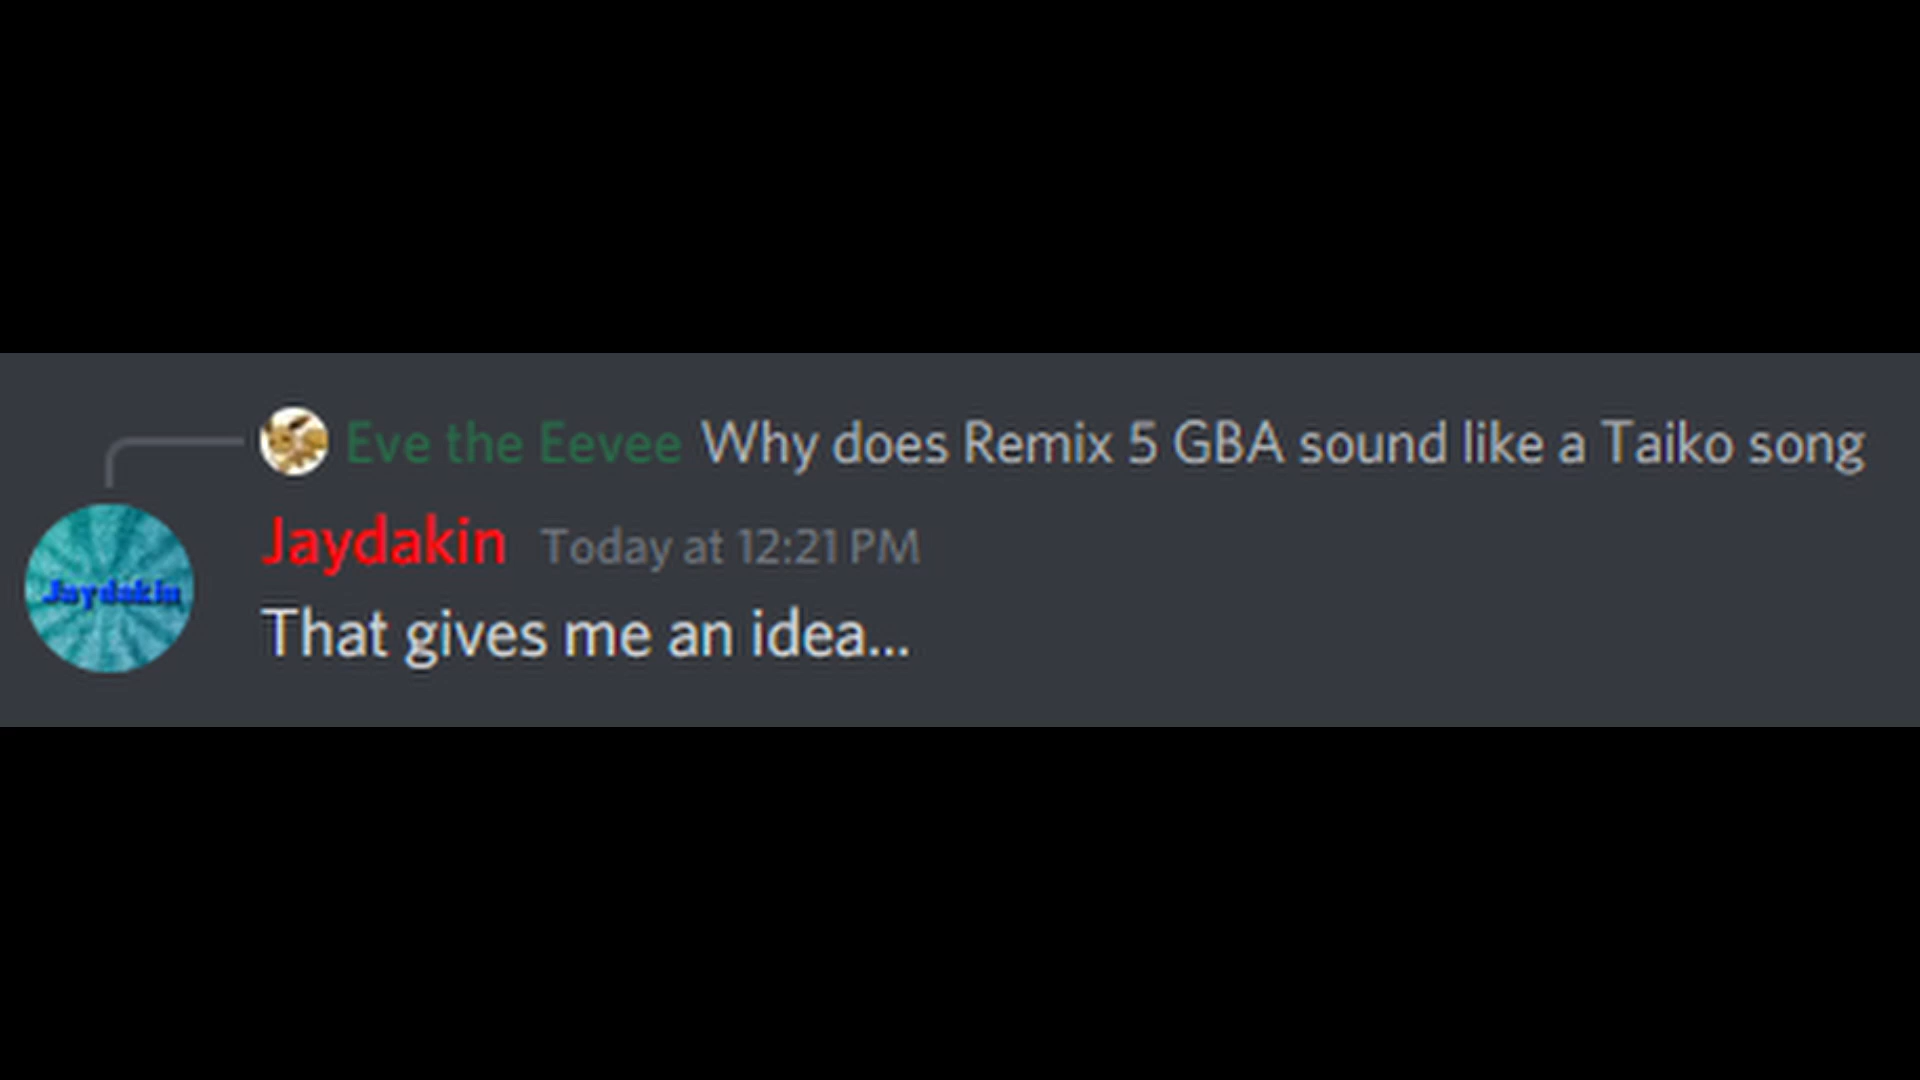 Eve the Eevee Why does Remix 5 GBA sound like a Taiko song
Jaydakin Today at 12:21 PM
Jaydakin
That gives me an idea...